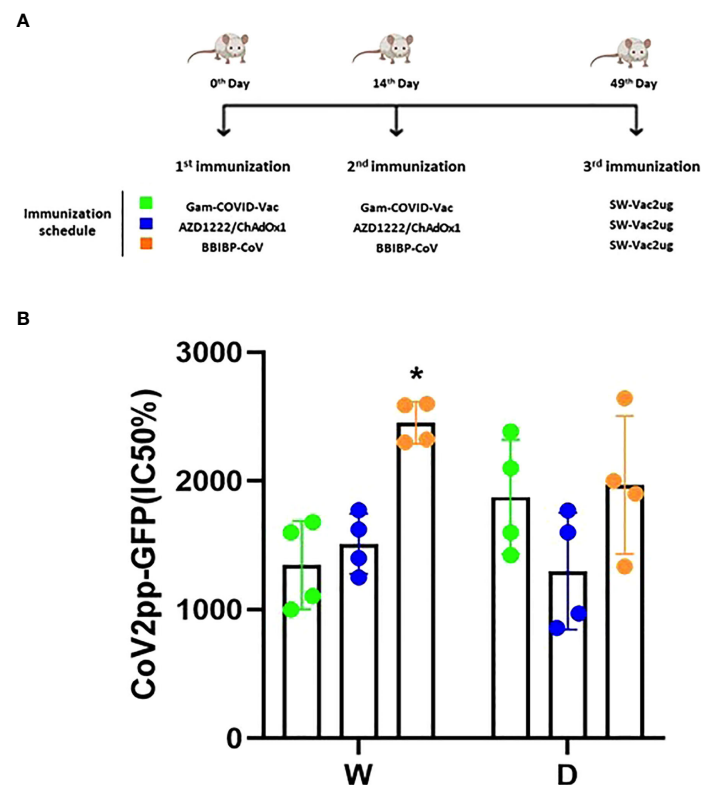 A
0th Day 14th Day 49th Day
1st immunization 2nd immunization 3rd immunization
Immunization schedule
Gam-COVID-Vac Gam-COVID-Vac SW-Vac2ug
AZD1222/ChAdOx1 AZD1222/ChAdOx1 SW-Vac2ug
BBIBP-CoV BBIBP-CoV SW-Vac2ug
B
CoV2pp-GFP(IC50%)
3000
*
2000
1000
0
W D